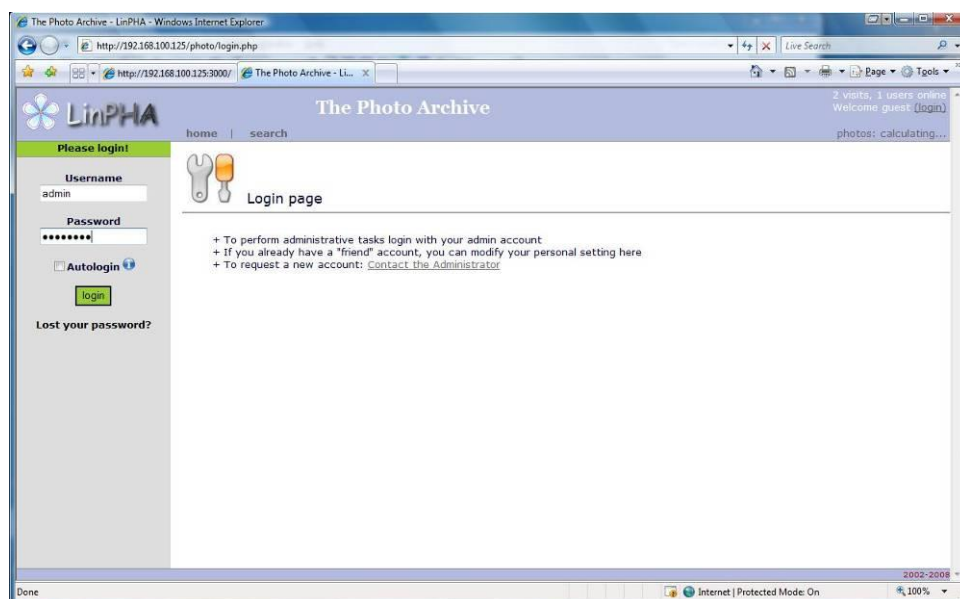 The Photo Archive - LinPHA - Windows Internet Explorer
http://192.168.100.125/photo/login.php
Live Search
http://192.168.100.125:3000/
The Photo Archive - Li...
Page
Tools
LinPHA
The Photo Archive
2 visits, 1 users online
Welcome guest (login)
home | search
photos: calculating...
Please login!
Username
admin
Password
Autologin
login
Lost your password?
Login page
+ To perform administrative tasks login with your admin account
+ If you already have a "friend" account, you can modify your personal setting here
+ To request a new account: Contact the Administrator
2002-2008
Done
Internet | Protected Mode: On
100%